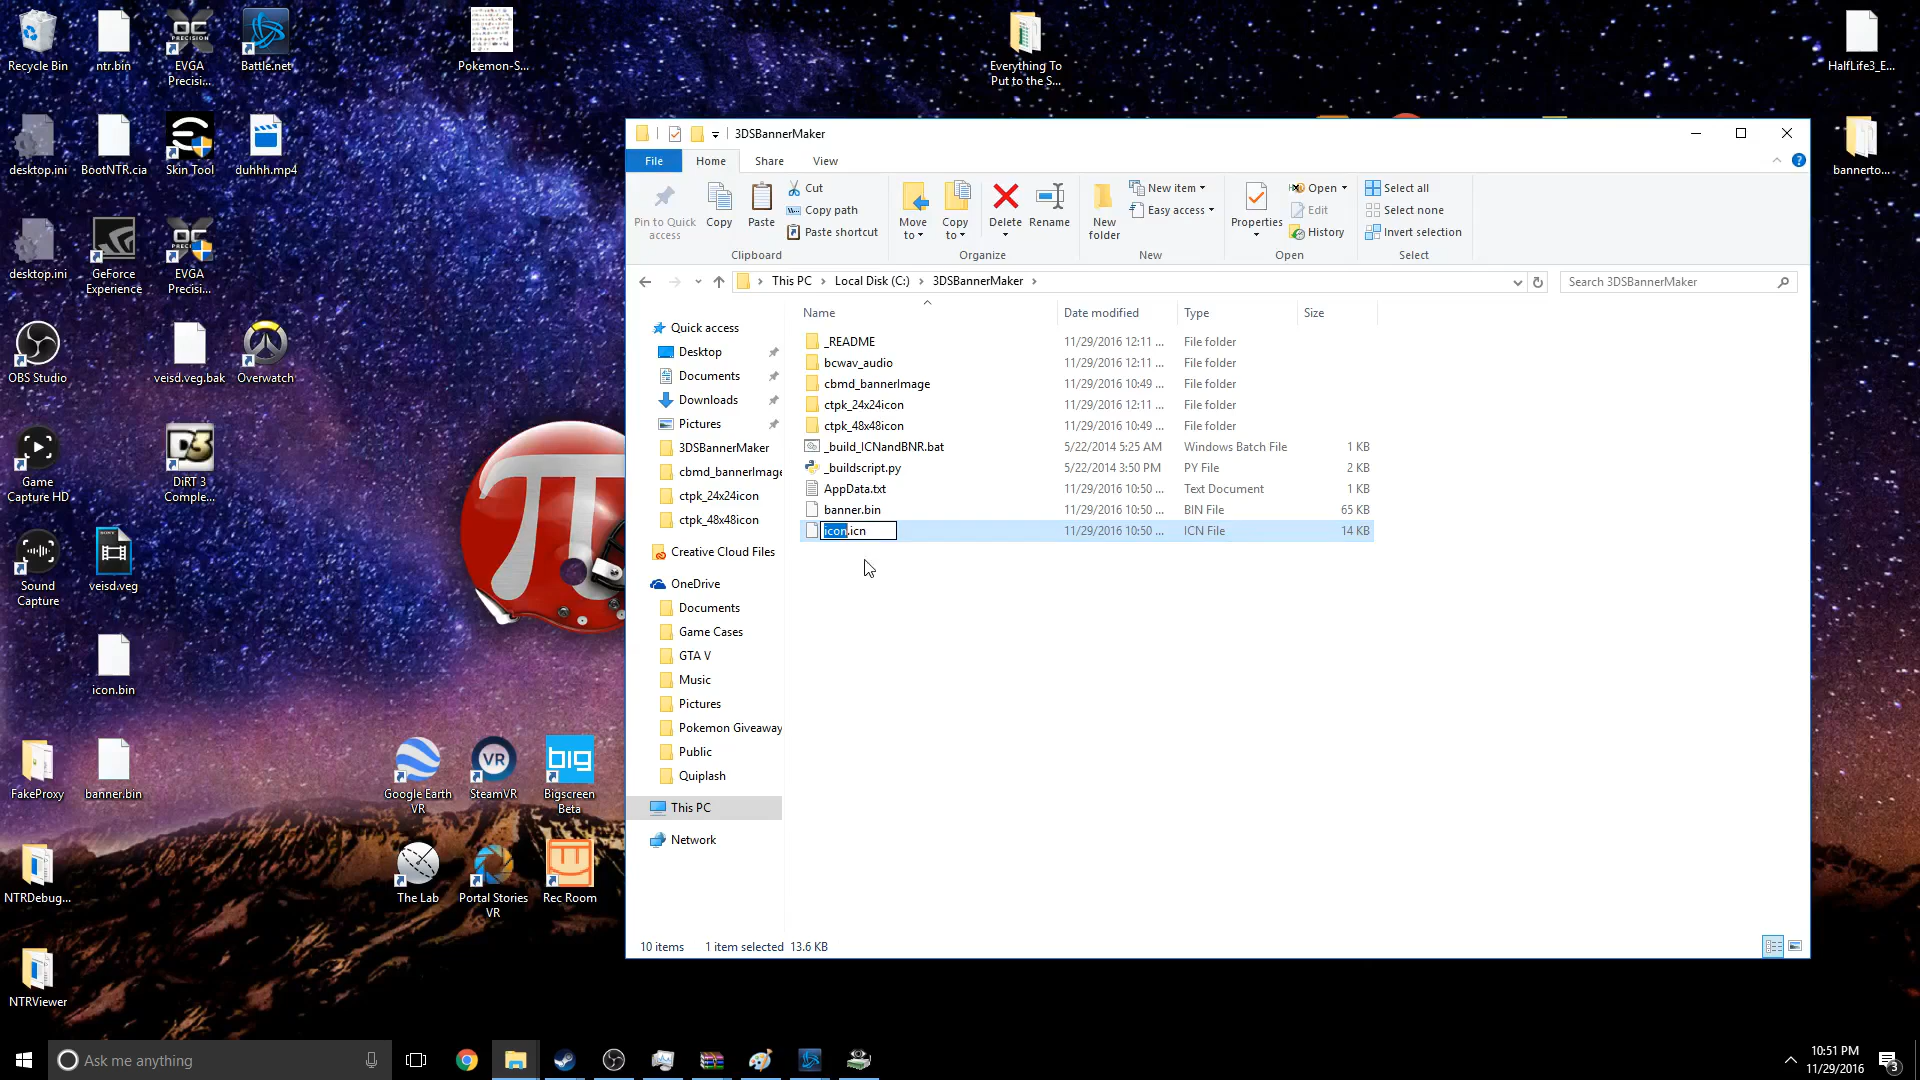 Recycle Bin
ntr.bin
EVGA
Precisi...
Battle.net
Pokemon-S...
Everything To
Put to the S...
HalfLife3_E...
desktop.ini
BootNTR.cia
Skin Tool
duhhh.mp4
bannerto...
desktop.ini
GeForce
Experience
EVGA
Precisi...
OBS Studio
veisd.veg.bak
Overwatch
Game
Capture HD
DiRT 3
Comple...
Sound
Capture
veisd.veg
icon.bin
FakeProxy
banner.bin
Google Earth
VR
SteamVR
Bigscreen
Beta
NTRDebug...
The Lab
Portal Stories
VR
Rec Room
NTRViewer
3DSBannerMaker
File
Home
Share
View
Pin to Quick
access
Copy
Paste
Cut
Copy path
Paste shortcut
Clipboard
Move
to
Copy
to
Delete
Rename
Organize
New
folder
New item
Easy access
New
Properties
Open
Edit
History
Open
Select all
Select none
Invert selection
Select
This PC > Local Disk (C:) > 3DSBannerMaker >
Search 3DSBannerMaker
Name Date modified Type Size
Quick access
Desktop
Documents
Downloads
Pictures
3DSBannerMaker
cbmd_bannerImage
ctpk_24x24icon
ctpk_48x48icon
Creative Cloud Files
OneDrive
Documents
Game Cases
GTA V
Music
Pictures
Pokemon Giveaway
Public
Quiplash
This PC
Network
_README 11/29/2016 12:11 ... File folder
bcwav_audio 11/29/2016 12:11 ... File folder
cbmd_bannerImage 11/29/2016 10:49 ... File folder
ctpk_24x24icon 11/29/2016 12:11 ... File folder
ctpk_48x48icon 11/29/2016 10:49 ... File folder
_build_ICNandBNR.bat 5/22/2014 5:25 AM Windows Batch File 1 KB
_buildscript.py 5/22/2014 3:50 PM PY File 2 KB
AppData.txt 11/29/2016 10:50 ... Text Document 1 KB
banner.bin 11/29/2016 10:50 ... BIN File 65 KB
icon.icn 11/29/2016 10:50 ... ICN File 14 KB
10 items 1 item selected 13.6 KB
Ask me anything
10:51 PM
11/29/2016
3